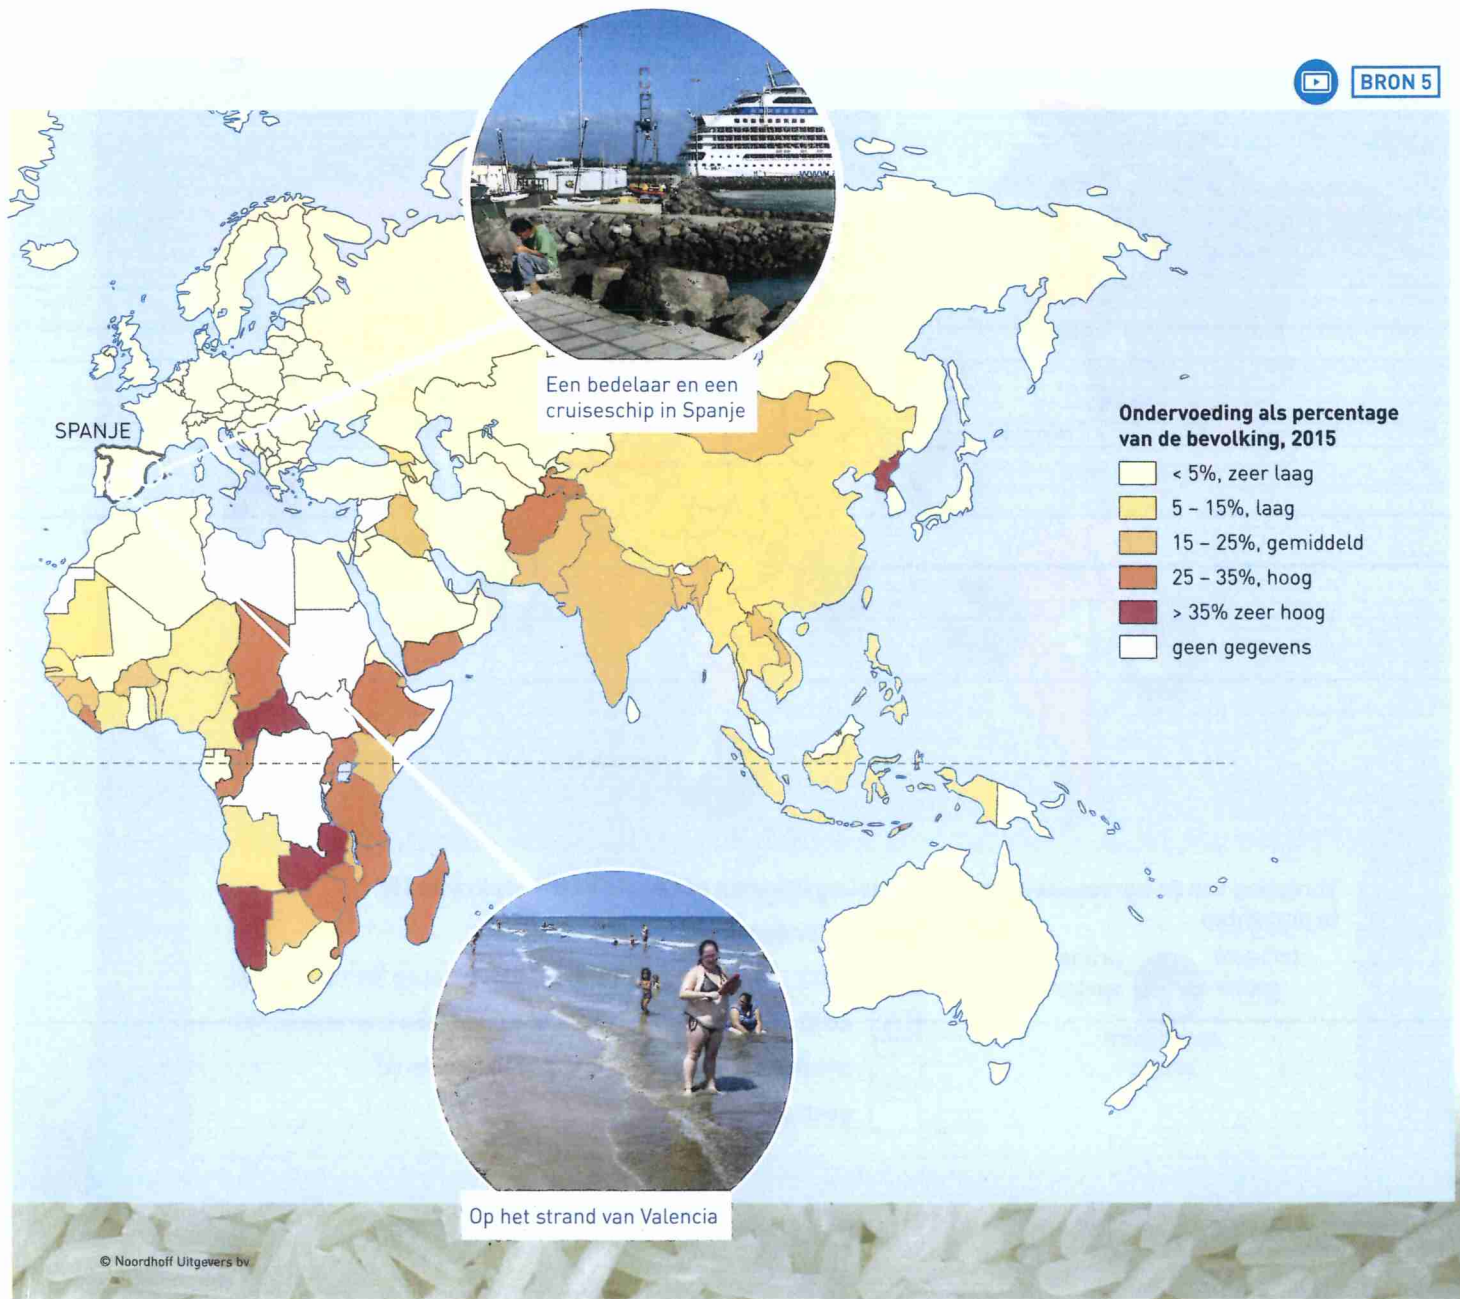 BRON 5
Een bedelaar en een
cruiseschip in Spanje
SPANJE
Ondervoeding als percentage
van de bevolking, 2015
< 5%, zeer laag
5 – 15%, laag
15 – 25%, gemiddeld
25 – 35%, hoog
> 35% zeer hoog
geen gegevens
Op het strand van Valencia
© Noordhoff Uitgevers bv